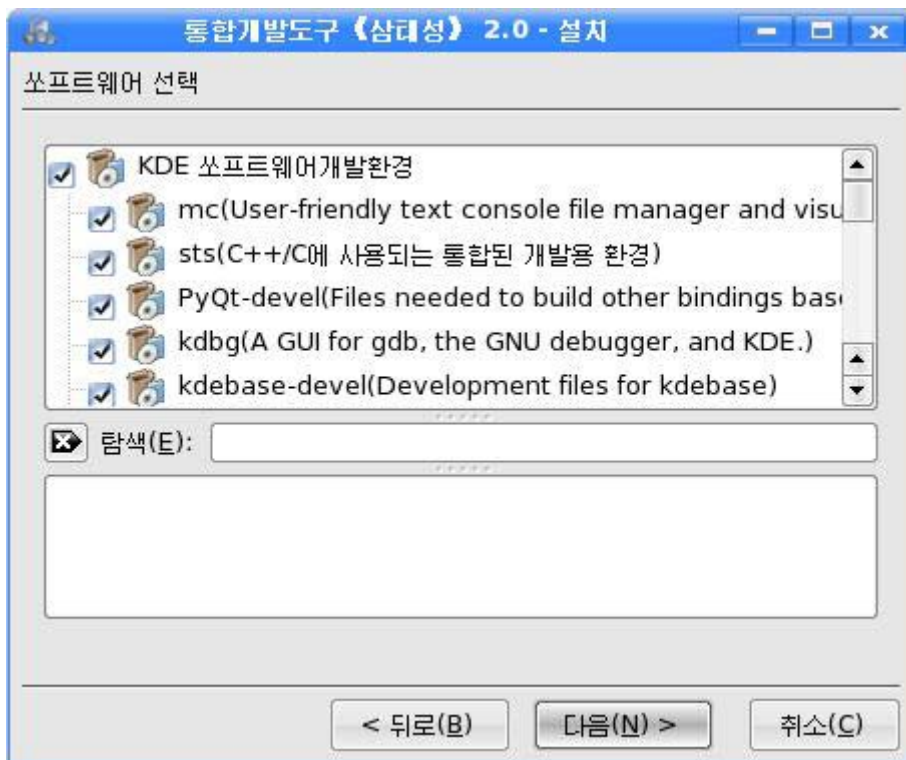 통합개발도구 《삼태성》 2.0 - 설치
쏘프트웨어 선택
KDE 쏘프트웨어개발환경
mc(User-friendly text console file manager and visu
sts(C++/C에 사용되는 통합된 개발용 환경)
PyQt-devel(Files needed to build other bindings bas
kdbg(A GUI for gdb, the GNU debugger, and KDE.)
kdebase-devel(Development files for kdebase)
탐색(E):
< 뒤로(B)
다음(N) >
취소(C)